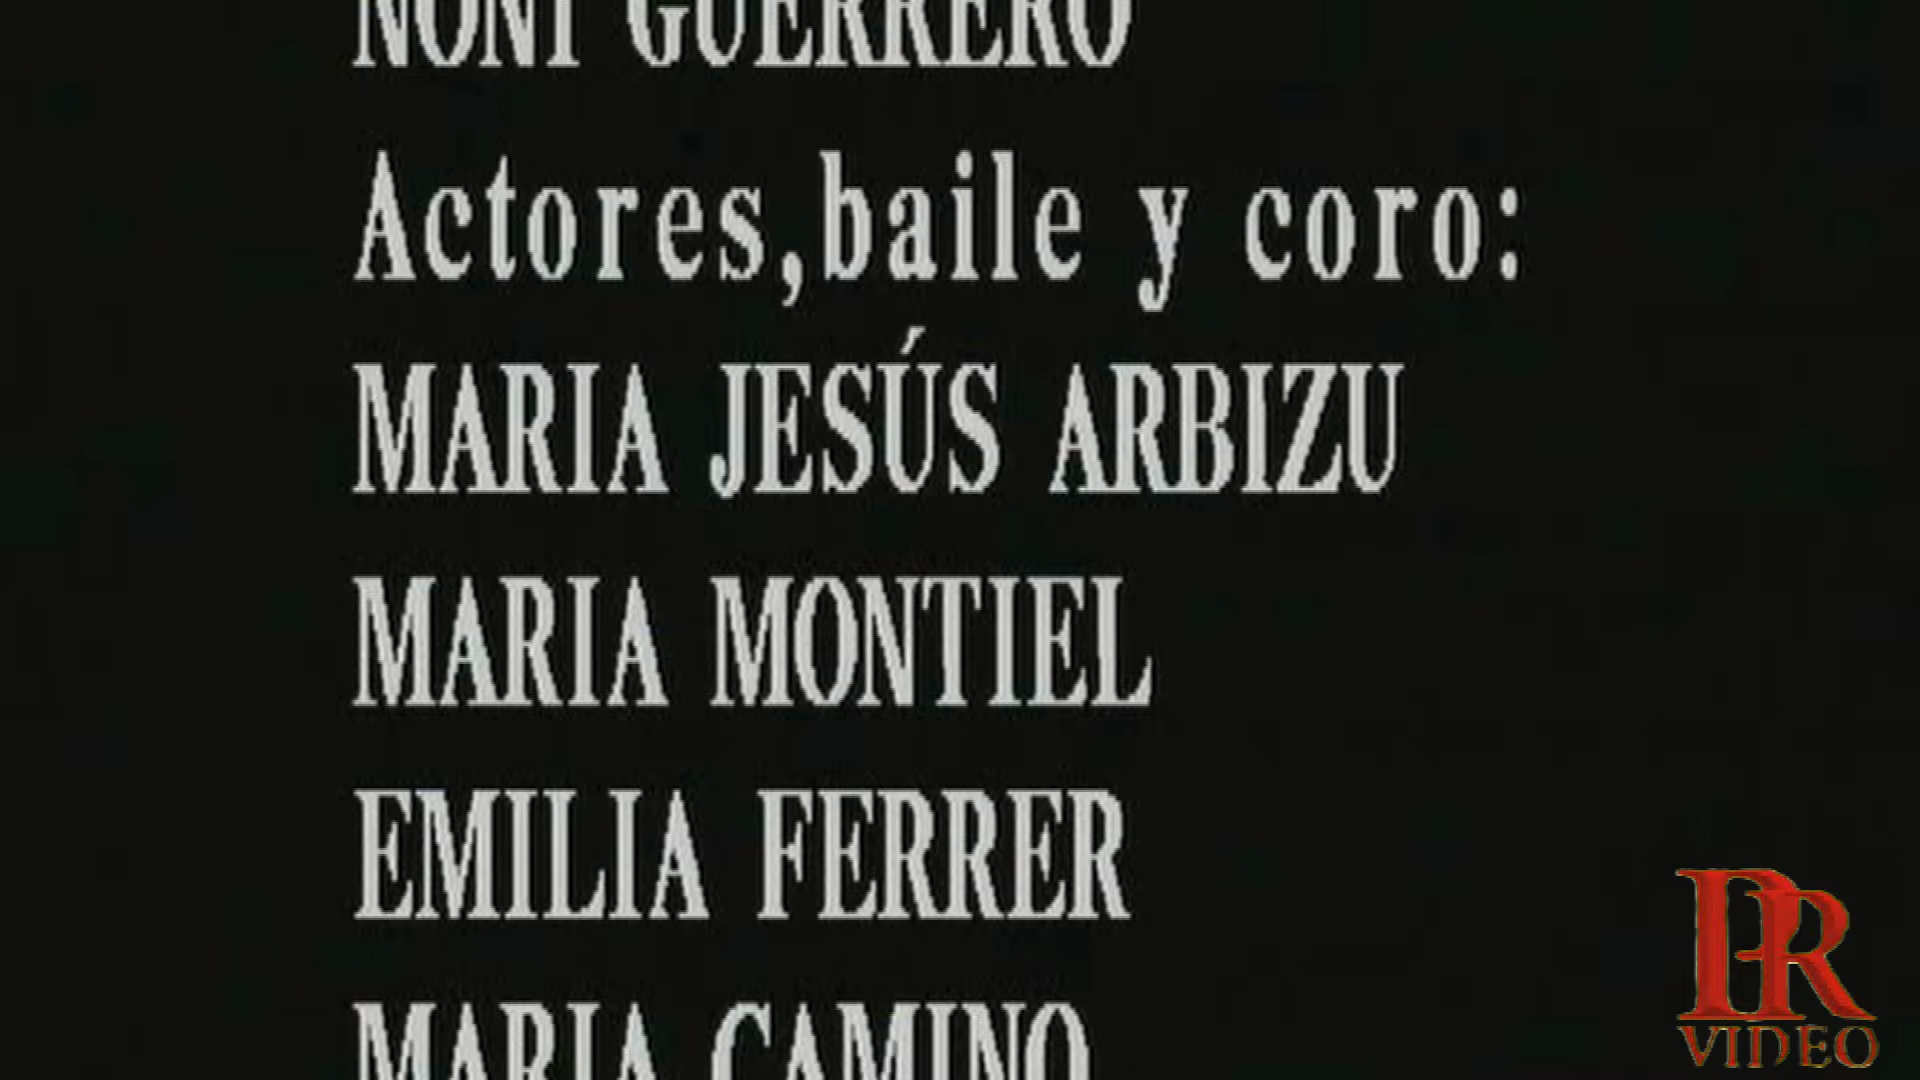 NONI GUERRERO
Actores,baile y coro:
MARIA JESÚS ARBIZU
MARIA MONTIEL
EMILIA FERRER
MARIA CAMINO
PR
VIDEO